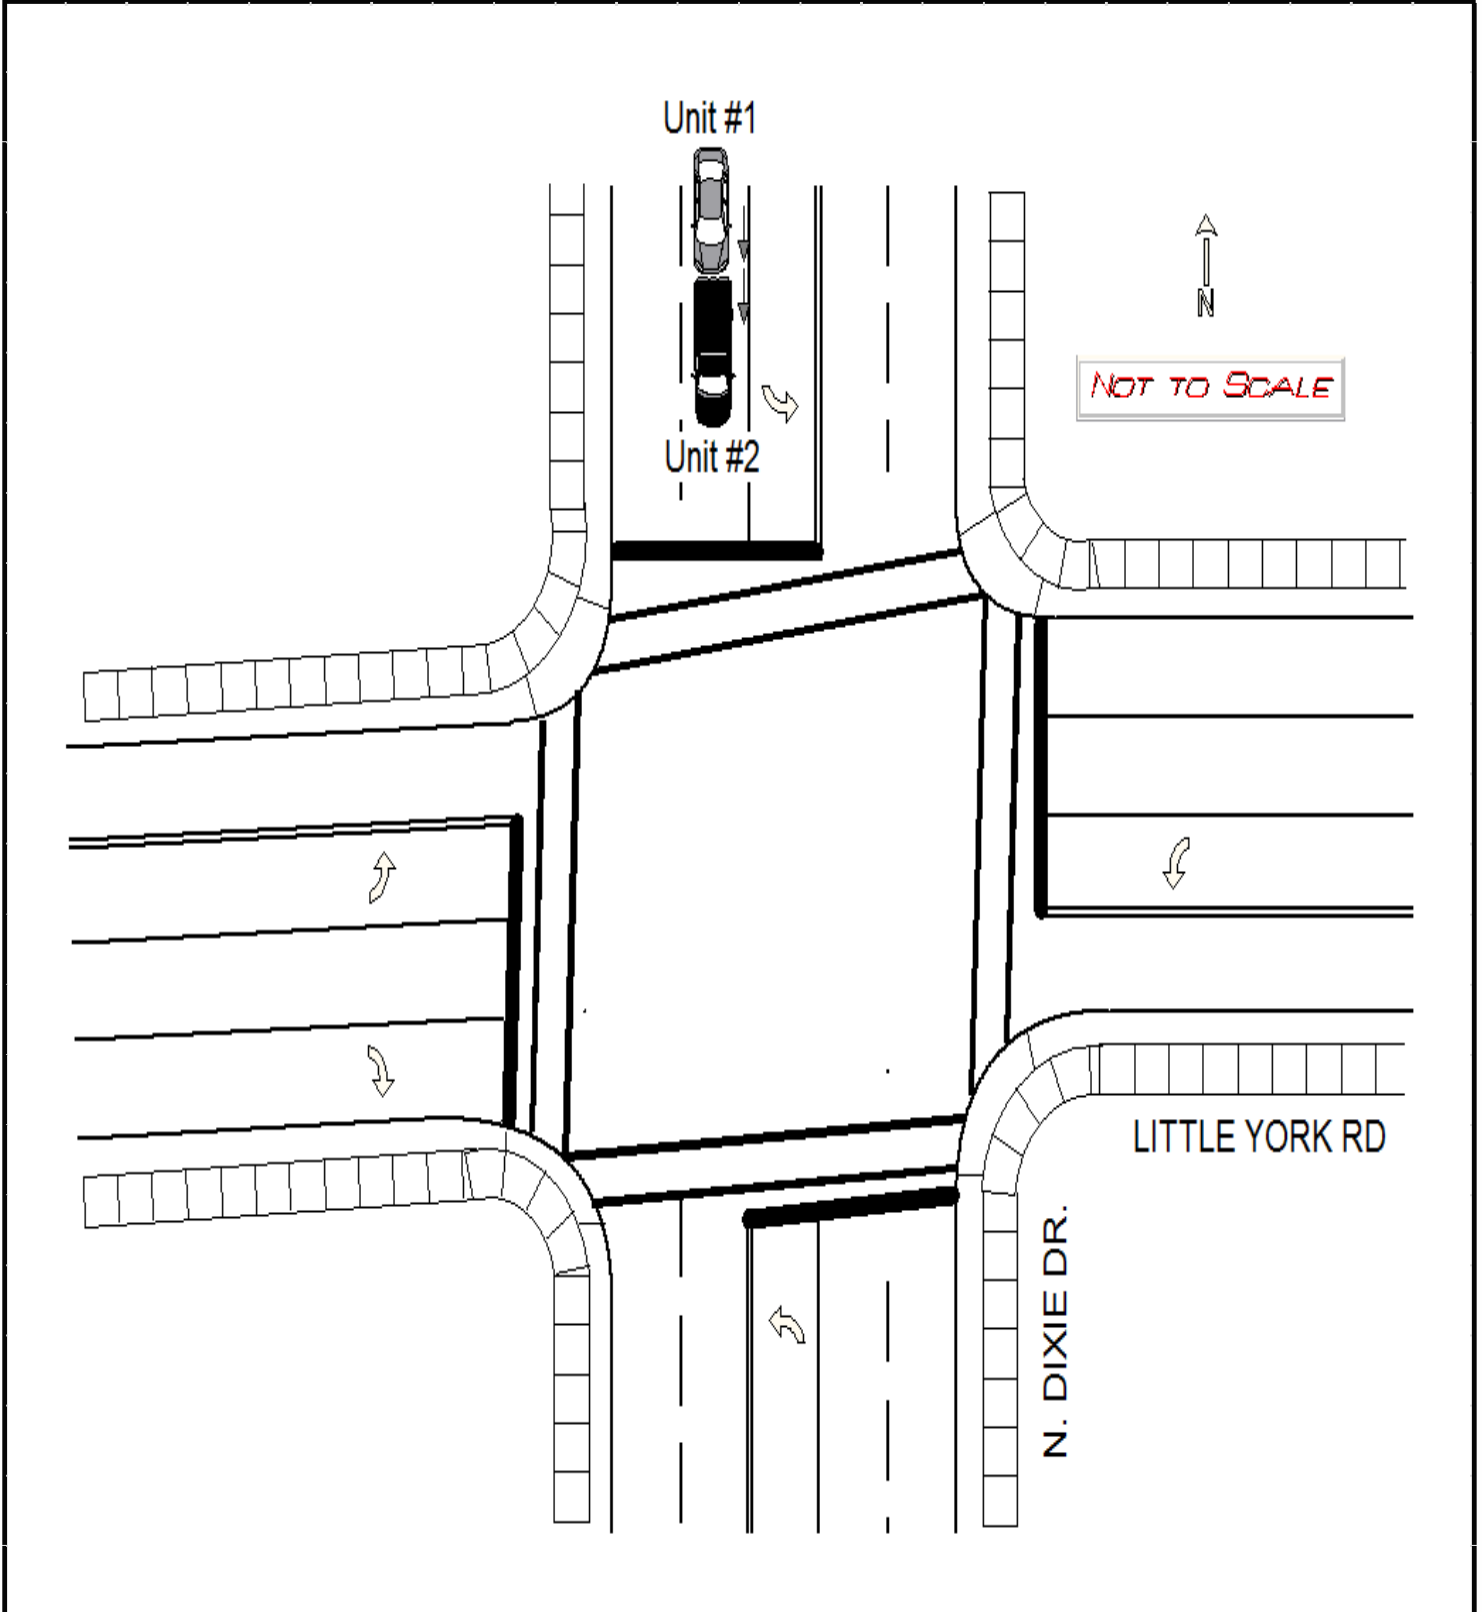 Unit #1
N
NOT TO SCALE
Unit #2
LITTLE YORK RD
N. DIXIE DR.